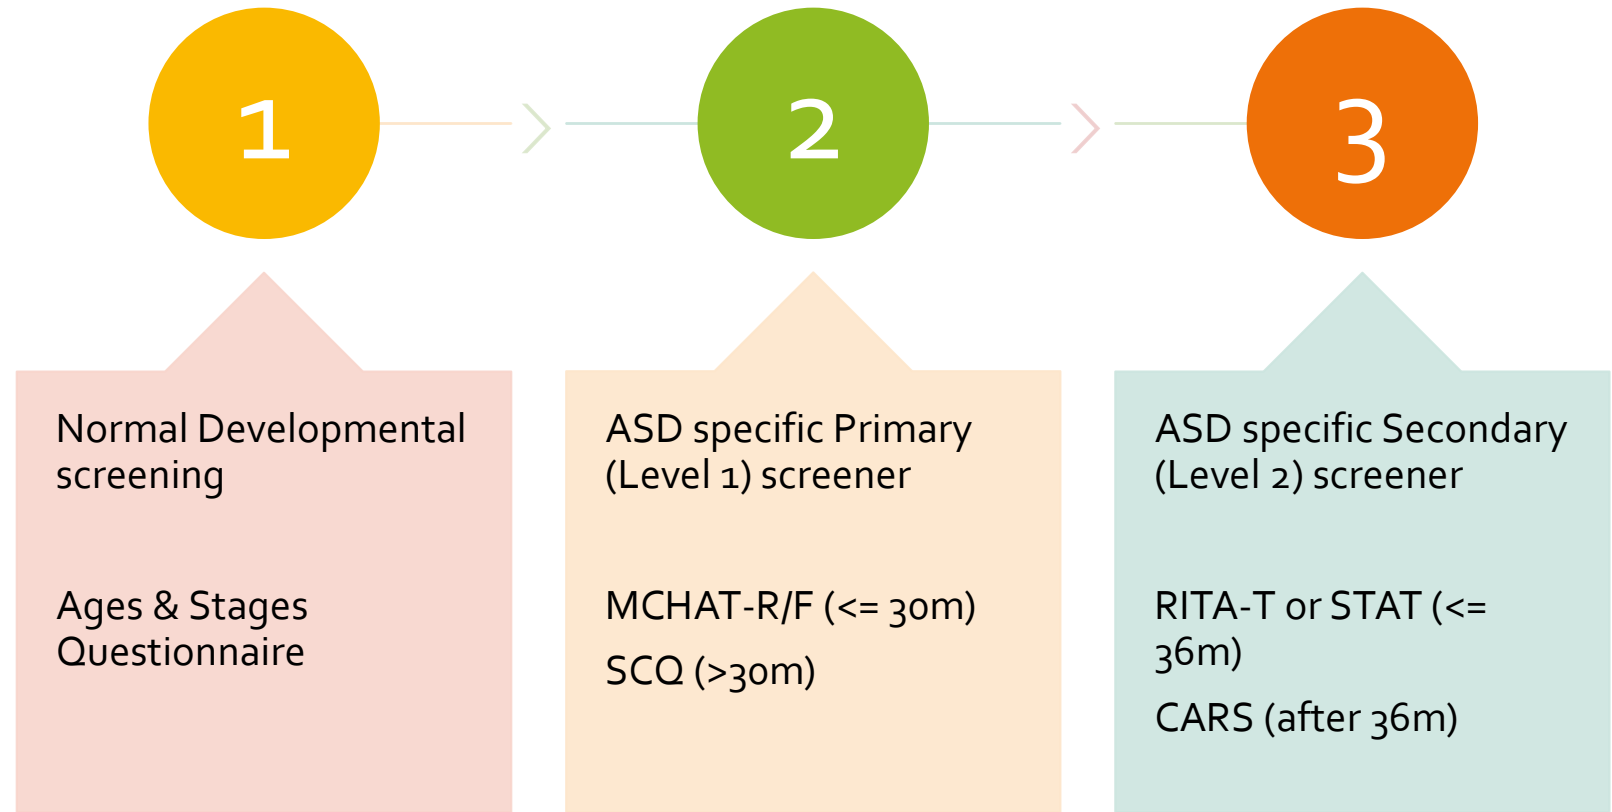 1
2
3
Normal Developmental
screening
Ages & Stages
Questionnaire
ASD specific Primary
(Level 1) screener
MCHAT-R/F (<= 30m)
SCQ (>30m)
ASD specific Secondary
(Level 2) screener
RITA-T or STAT (<=
36m)
CARS (after 36m)